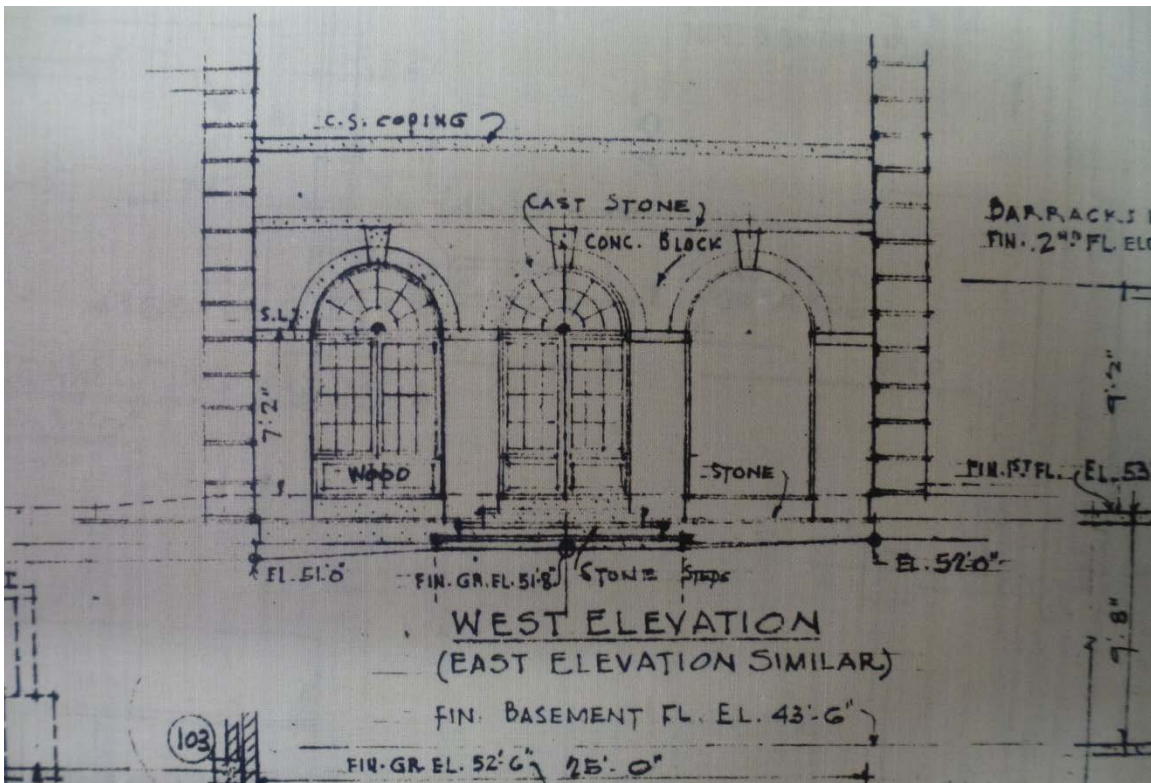 C.S. COPING
CAST STONE
CONC. BLOCK
BARRACKS
FIN. 2ND FL. ELE
S.L.
7'2"
9'-2"
WOOD
STONE
FIN. 1ST FL. EL. 53
EL. 51'0"
FIN. GR. EL. 51'-8"
STONE STEPS
EL. 52'-0"
WEST ELEVATION
(EAST ELEVATION SIMILAR)
9'-8"
FIN. BASEMENT FL. EL. 43'-6"
103
FIN. GR. EL. 52'-6"
25'-0"